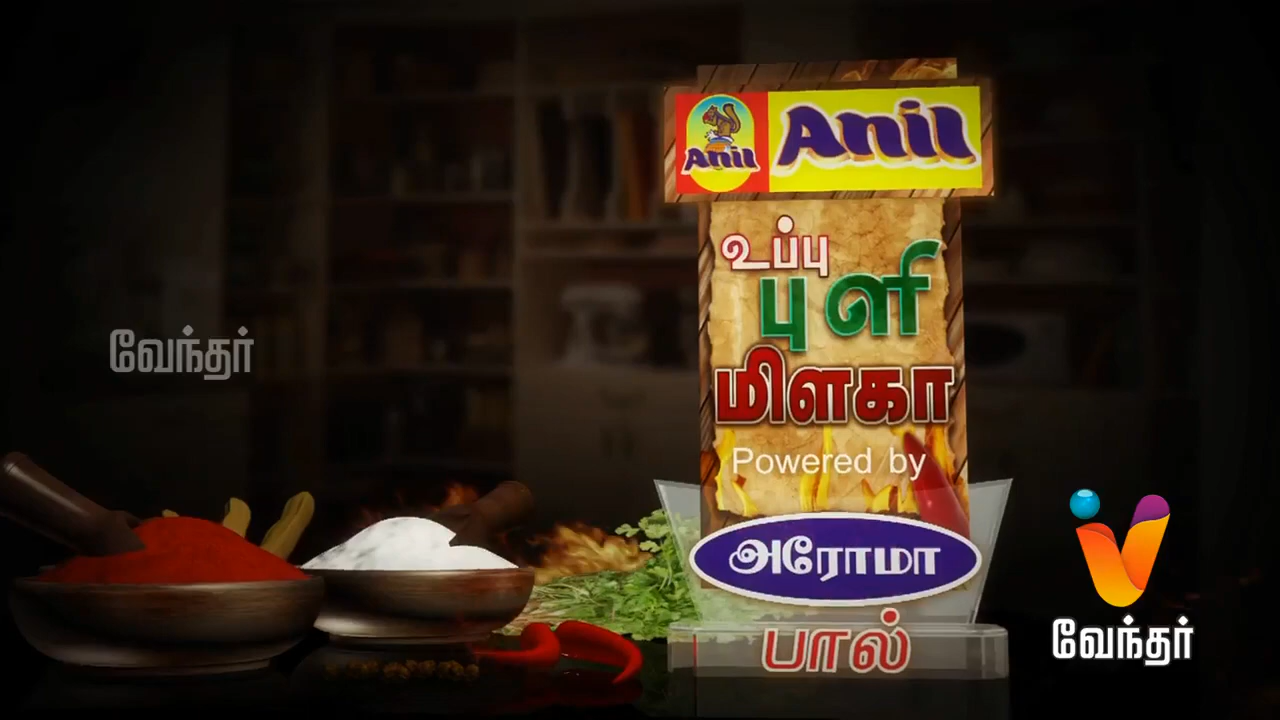 Anil
Anil
உப்பு
புளி
மிளகா
Powered by
அரோமா
பால்
வேந்தர்
வேந்தர்